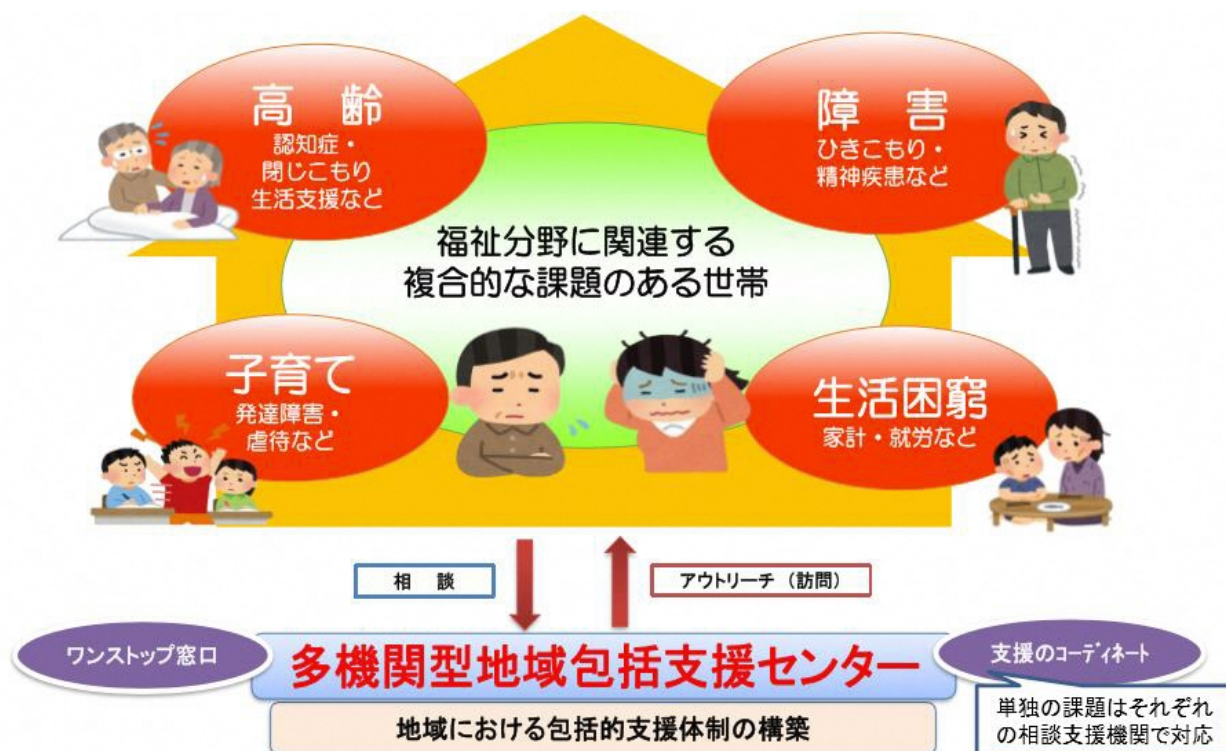 高 齢
認知症・
閉じこもり
生活支援など
障 害
ひきこもり・
精神疾患など
福祉分野に関連する
複合的な課題のある世帯
子育て
発達障害・
虐待など
生活困窮
家計・就労など
相 談
アウトリーチ（訪問）
ワンストップ窓口
多機関型地域包括支援センター
支援のコーディネート
地域における包括的支援体制の構築
単独の課題はそれぞれ
の相談支援機関で対応